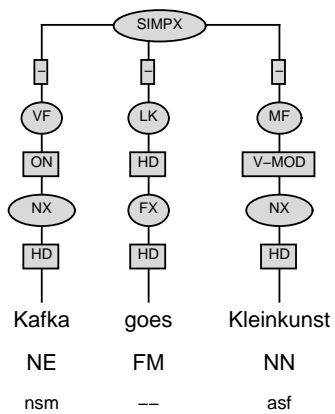 SIMPX
– – –
VF LK MF
ON HD V–MOD
NX FX NX
HD HD HD
Kafka goes Kleinkunst
NE FM NN
nsm –– asf